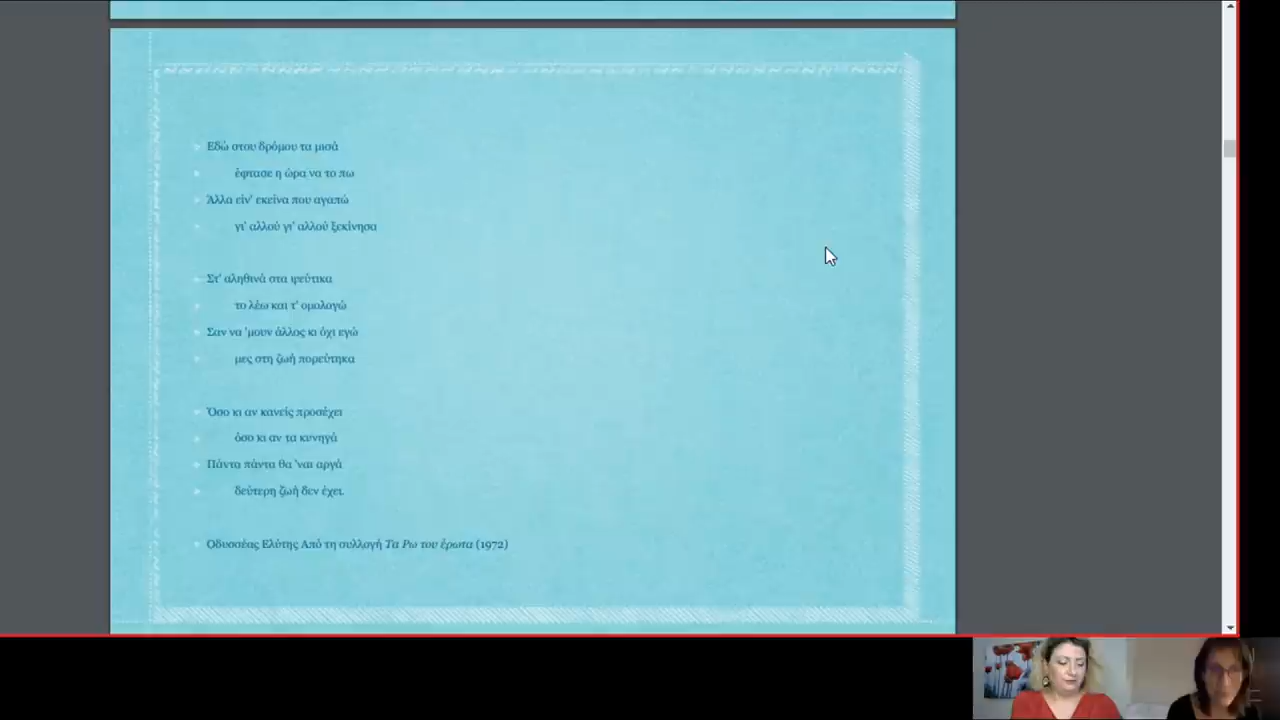 Εδώ στου δρόμου τα μισά
έφτασε η ώρα να το πω
Άλλα είν' εκείνα που αγαπώ
γι' αλλού γι' αλλού ξεκίνησα
Στ' αληθινά στα ψεύτικα
το λέω και τ' ομολογώ
Σαν να 'μουν άλλος κι όχι εγώ
μες στη ζωή πορεύτηκα
Όσο κι αν κανείς προσέχει
όσο κι αν τα κυνηγά
Πάντα πάντα θα 'ναι αργά
δεύτερη ζωή δεν έχει.
Οδυσσέας Ελύτης Από τη συλλογή Τα Ρω του έρωτα (1972)